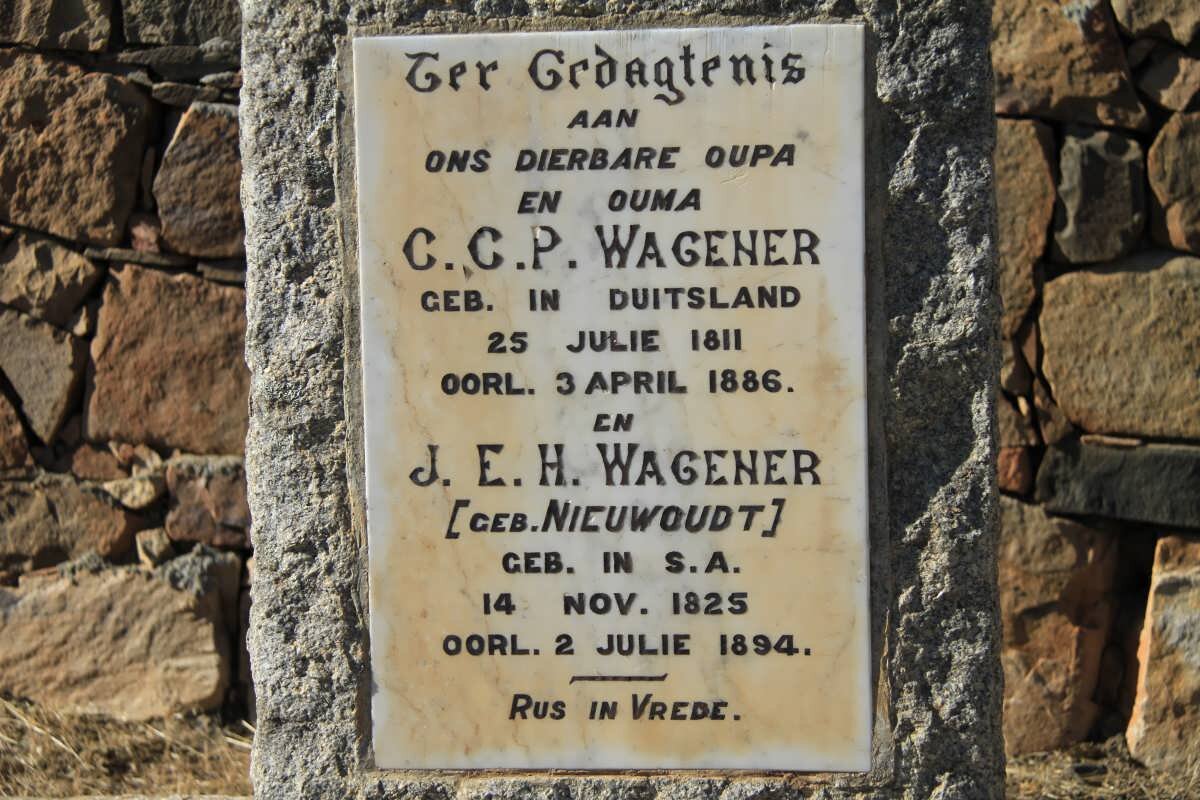 Ter Gedagtenis
AAN
ONS DIERBARE OUPA
EN OUMA
C.C.P. WAGENER
GEB. IN DUITSLAND
25 JULIE 1811
OORL. 3 APRIL 1886.
EN
J.E.H. WAGENER
[GEB. NIEUWOUDT]
GEB. IN S.A.
14 NOV. 1825
OORL. 2 JULIE 1894.
RUS IN VREDE.